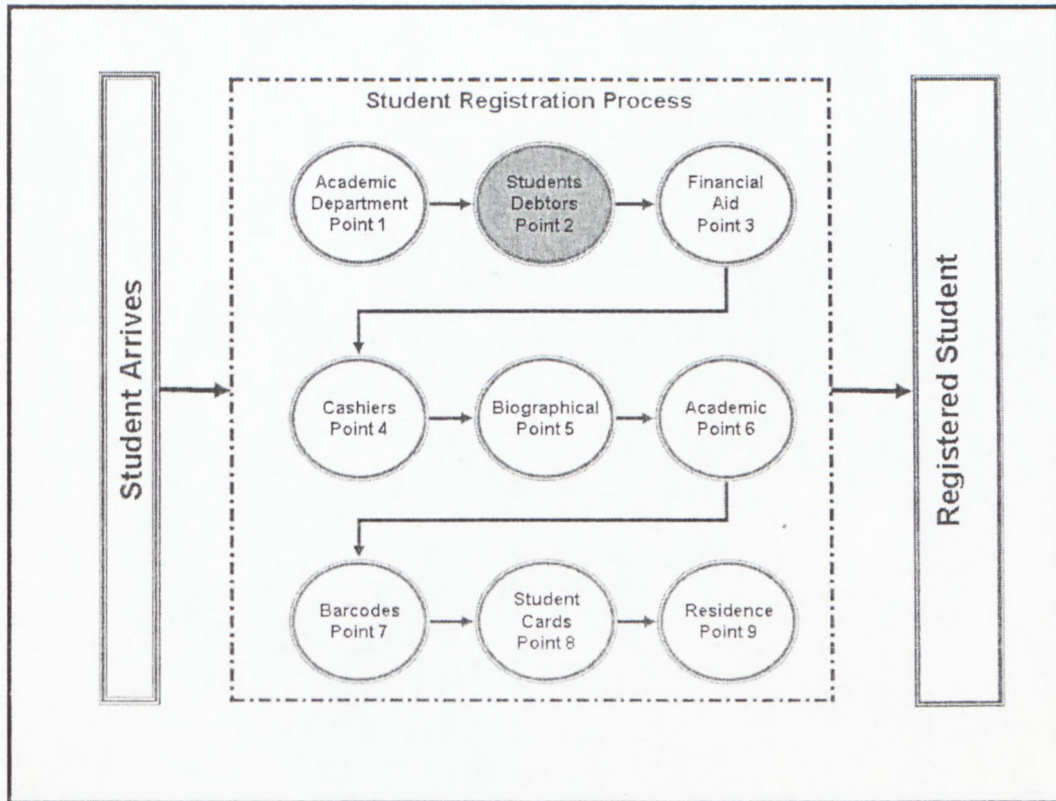 Student Arrives
Student Registration Process
Academic
Department
Point 1
Students
Debtors
Point 2
Financial
Aid
Point 3
Cashiers
Point 4
Biographical
Point 5
Academic
Point 6
Barcodes
Point 7
Student
Cards
Point 8
Residence
Point 9
Registered Student